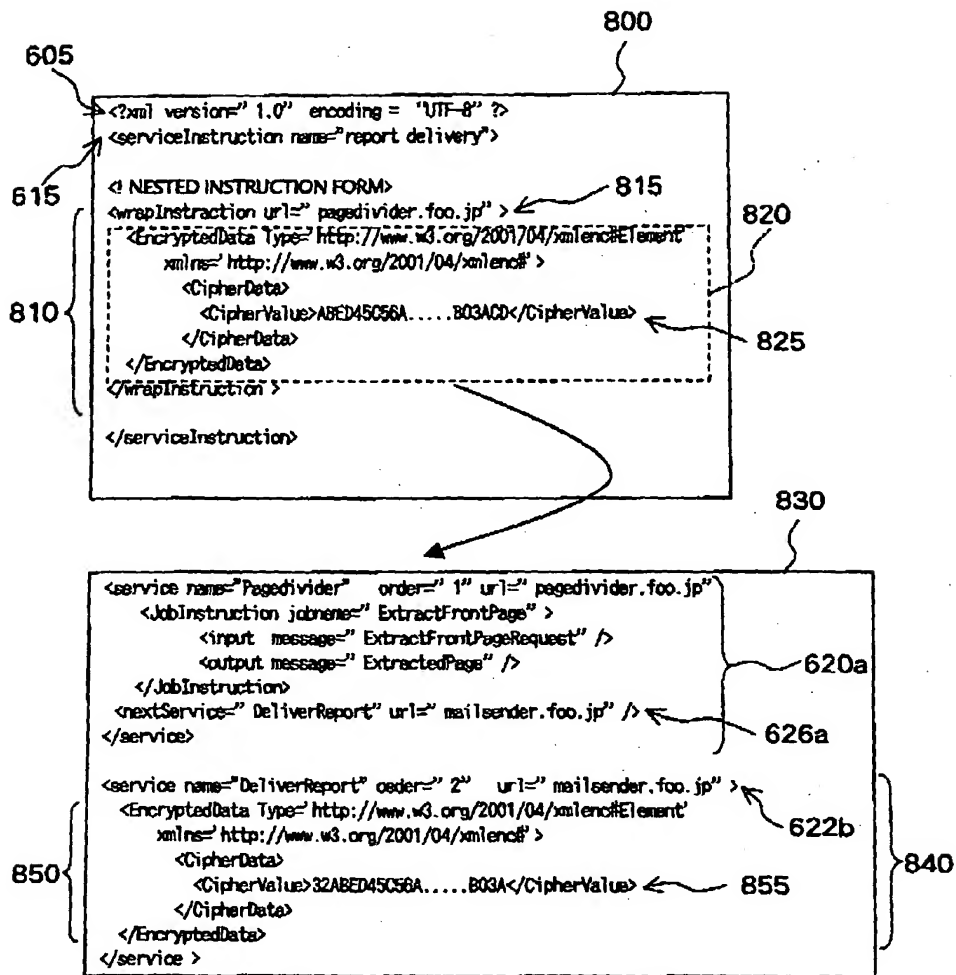 800
605
<?xml version=" 1.0" encoding = "UTF-8" ?>
<serviceInstruction name="report delivery">
615
<! NESTED INSTRUCTION FORM>
815
<wrapInstraction url=" pagedivider.foo.jp" >
820
<EncryptedData Type='http://www.w3.org/2001/04/xmlenc#Element'
xmlns='http://www.w3.org/2001/04/xmlenc#' >
<CipherData>
810
<CipherValue>ABED45C56A.....B03ACD</CipherValue>
825
</CipherData>
</EncryptedData>
</wrapInstruction >
</serviceInstruction>
830
<service name="Pagedivider" order=" 1" url=" pagedivider.foo.jp"
<JobInstruction jobname=" ExtractFrontPage" >
<input message=" ExtractFrontPageRequest" />
<output message=" ExtractedPage" />
620a
</JobInstruction>
<nextService=" DeliverReport" url=" mailsender.foo.jp" />
626a
</service>
<service name="DeliverReport" oeder=" 2" url=" mailsender.foo.jp" >
622b
<EncryptedData Type='http://www.w3.org/2001/04/xmlenc#Element'
xmlns='http://www.w3.org/2001/04/xmlenc#' >
<CipherData>
850
840
<CipherValue>32ABED45C56A.....B03A</CipherValue>
855
</CipherData>
</EncryptedData>
</service >